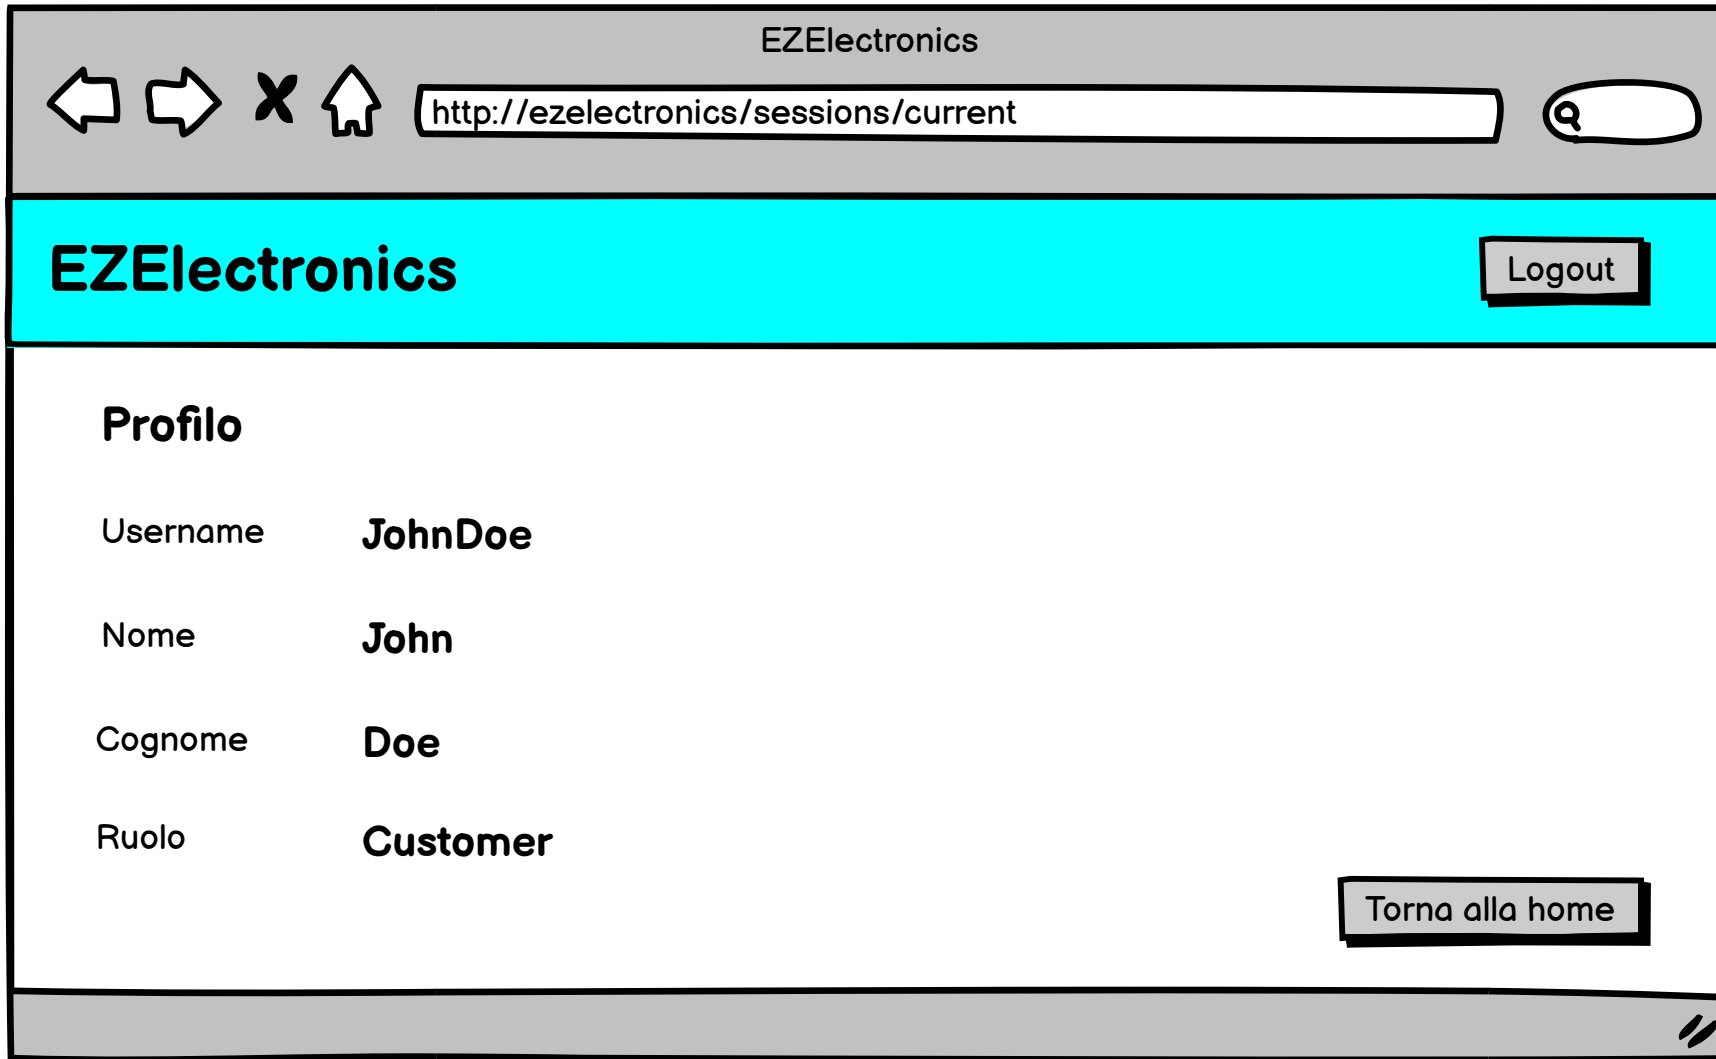 EZElectronics
http://ezelectronics/sessions/current
EZElectronics
Logout
Profilo
Username JohnDoe
Nome John
Cognome Doe
Ruolo Customer
Torna alla home